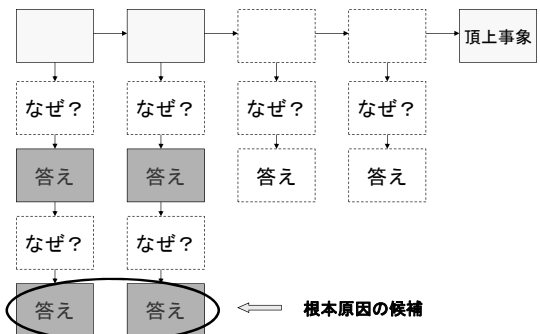 頂上事象
なぜ？ なぜ？ なぜ？ なぜ？
答え 答え 答え 答え
なぜ？ なぜ？
答え 答え 根本原因の候補